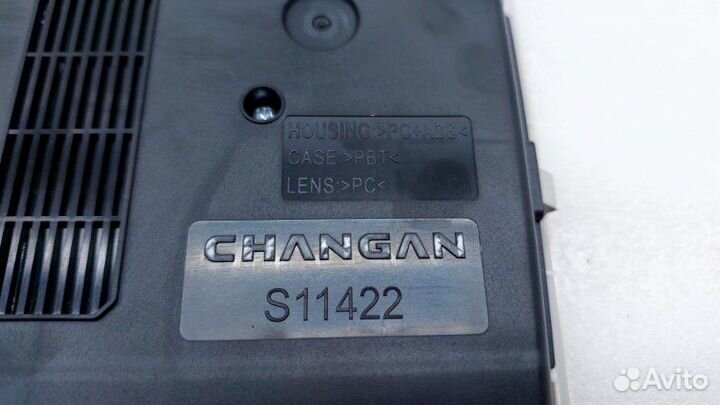 HOUSING:>PC+ABS<
CASE:>PBT<
LENS:>PC<
CHANGAN
S11422
Avito